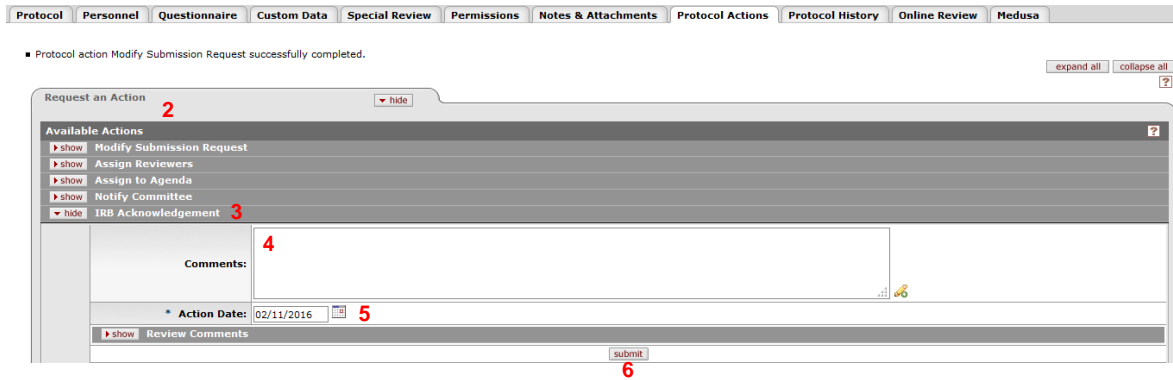 Protocol Personnel Questionnaire Custom Data Special Review Permissions Notes & Attachments Protocol Actions Protocol History Online Review Medusa
Protocol action Modify Submission Request successfully completed.
expand all collapse all
?
Request an Action 2 hide
Available Actions ?
show Modify Submission Request
show Assign Reviewers
show Assign to Agenda
show Notify Committee
hide IRB Acknowledgement 3
Comments: 4
* Action Date: 02/11/2016 5
show Review Comments
submit
6